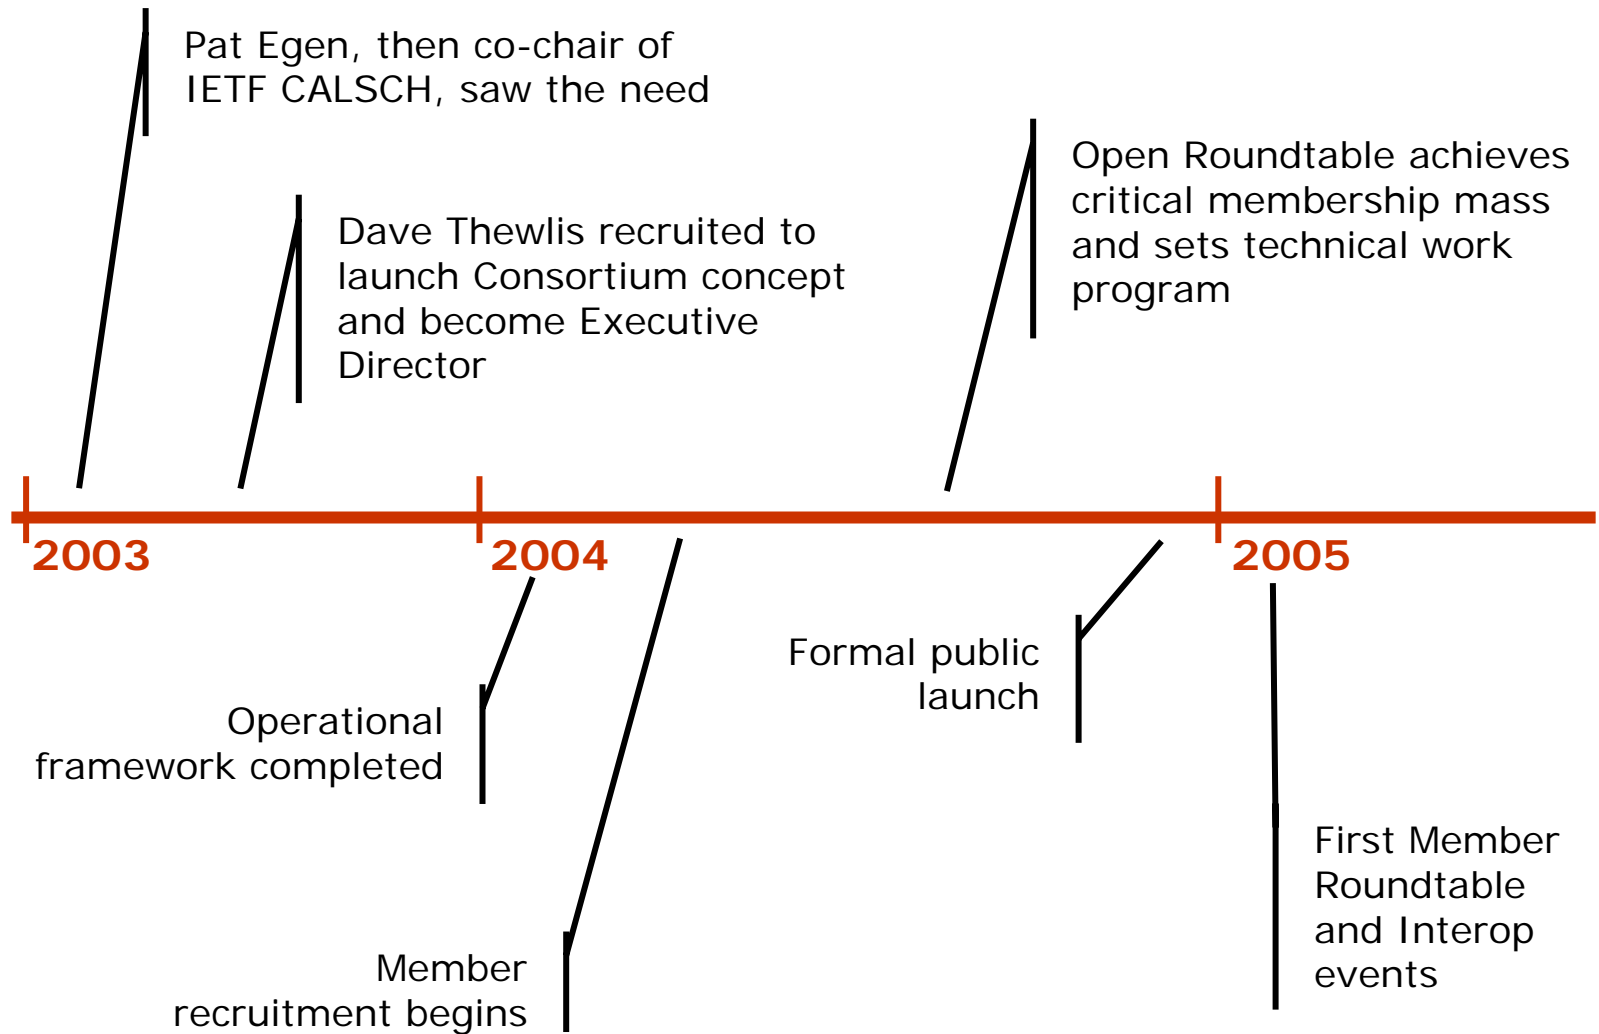 Pat Egen, then co-chair of
IETF CALSCH, saw the need
Dave Thewlis recruited to
launch Consortium concept
and become Executive
Director
Open Roundtable achieves
critical membership mass
and sets technical work
program
2003
2004
2005
Operational
framework completed
Member
recruitment begins
Formal public
launch
First Member
Roundtable
and Interop
events